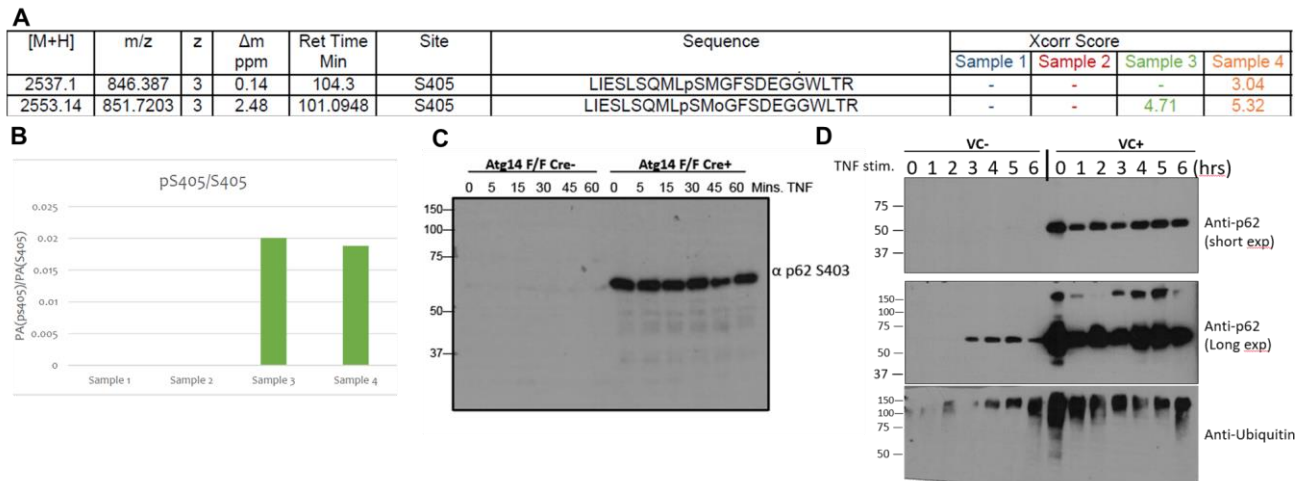 A
[M+H] m/z z Δm ppm Ret Time Min Site Sequence Xcorr Score
Sample 1 Sample 2 Sample 3 Sample 4
2537.1 846.387 3 0.14 104.3 S405 LIESLSQMLpSMGFSDEGGWLTR - - - 3.04
2553.14 851.7203 3 2.48 101.0948 S405 LIESLSQMLpSMoGFSDEGGWLTR - - 4.71 5.32
B
pS405/S405
PA(ps405)/PA(S405)
0.025
0.02
0.015
0.01
0.005
0
Sample 1 Sample 2 Sample 3 Sample 4
C
Atg14 F/F Cre- Atg14 F/F Cre+
0 5 15 30 45 60 0 5 15 30 45 60 Mins. TNF
150
100
75
50
37
α p62 S403
D
VC- VC+
TNF stim. 0 1 2 3 4 5 6 0 1 2 3 4 5 6 (hrs)
75
50
37
Anti-p62
(short exp)
150
100
75
50
37
Anti-p62
(Long exp)
150
100
75
50
Anti-Ubiquitin